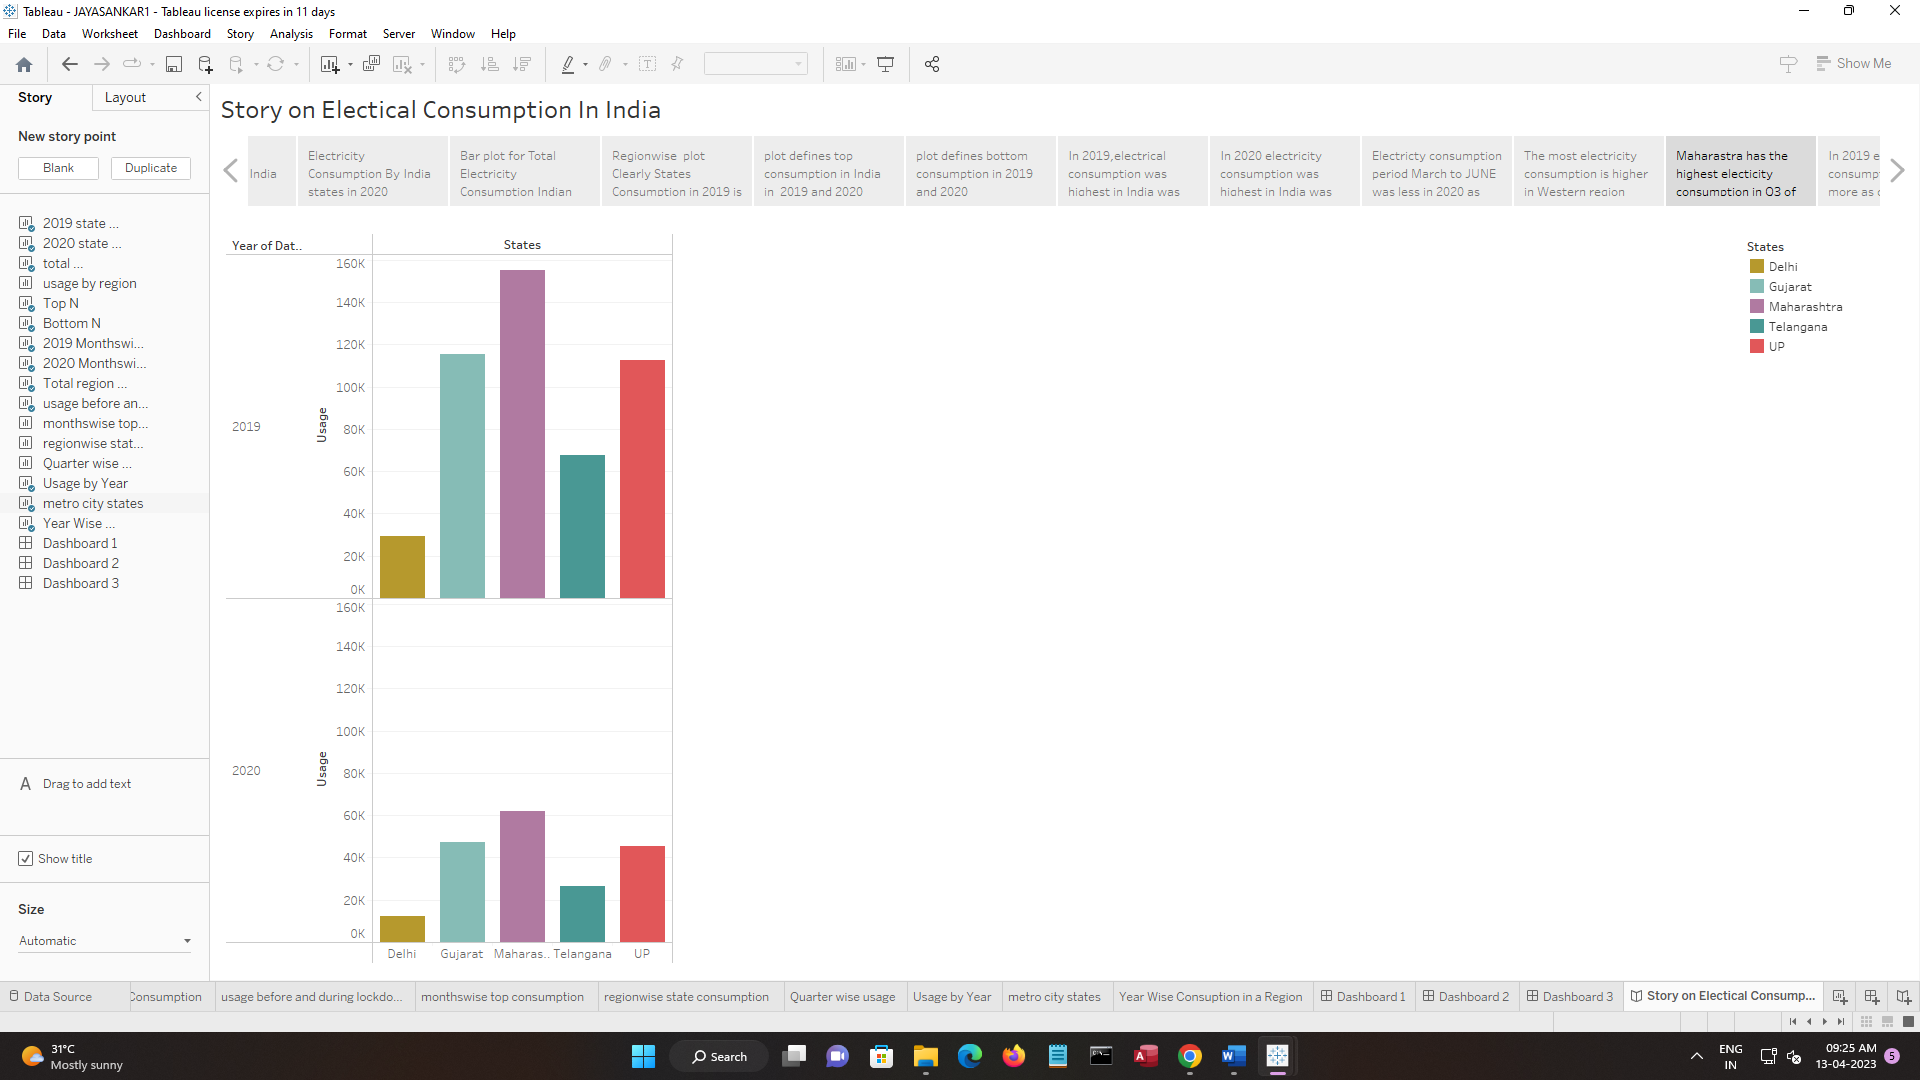 Tableau - JAYASANKAR1 - Tableau license expires in 11 days
File Data Worksheet Dashboard Story Analysis Format Server Window Help
Show Me
Story Layout
New story point
Blank Duplicate
2019 state ...
2020 state ...
total ...
usage by region
Top N
Bottom N
2019 Monthswi...
2020 Monthswi...
Total region ...
usage before an...
monthswise top...
regionwise stat...
Quarter wise ...
Usage by Year
metro city states
Year Wise ...
Dashboard 1
Dashboard 2
Dashboard 3
A Drag to add text
Show title
Size
Automatic
Story on Electical Consumption In India
India
Electricity
Consumption By India
states in 2020
Bar plot for Total
Electricity
Consumption Indian
Regionwise plot
Clearly States
Consumption in 2019 is
plot defines top
consumption in India
in 2019 and 2020
plot defines bottom
consumption in 2019
and 2020
In 2019,electrical
consumption was
highest in India was
In 2020 electricity
consumption was
highest in India was
Electricty consumption
period March to JUNE
was less in 2020 as
The most electricity
consumption is higher
in Western region
Maharastra has the
highest electicity
consumption in Q3 of
In 2019 e
consump
more as
Year of Dat..
States
2019
Usage
160K
140K
120K
100K
80K
60K
40K
20K
0K
2020
Usage
160K
140K
120K
100K
80K
60K
40K
20K
0K
Delhi Gujarat Maharas.. Telangana UP
States
Delhi
Gujarat
Maharashtra
Telangana
UP
Data Source Consumption usage before and during lockdo... monthswise top consumption regionwise state consumption Quarter wise usage Usage by Year metro city states Year Wise Consuption in a Region Dashboard 1 Dashboard 2 Dashboard 3 Story on Electical Consump...
31°C
Mostly sunny
Search
ENG
IN
09:25 AM
13-04-2023
5